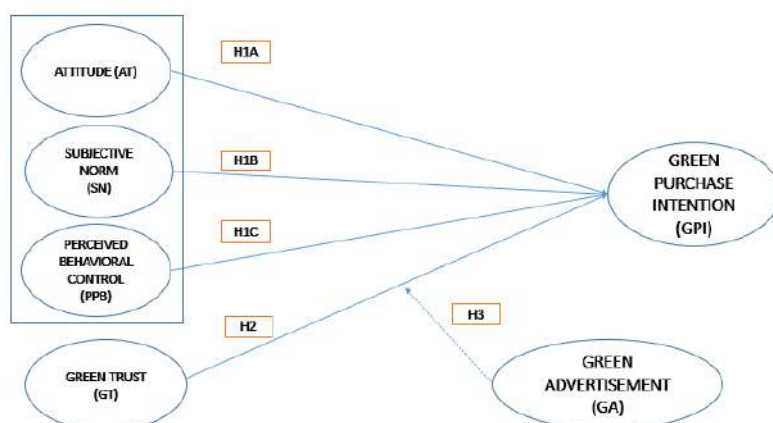 H1A
ATTITUDE (AT)
SUBJECTIVE
NORM
(SN)
H1B
GREEN
PURCHASE
INTENTION
(GPI)
PERCEIVED
BEHAVIORAL
CONTROL
(PPB)
H1C
H2
H3
GREEN TRUST
(GT)
GREEN
ADVERTISEMENT
(GA)